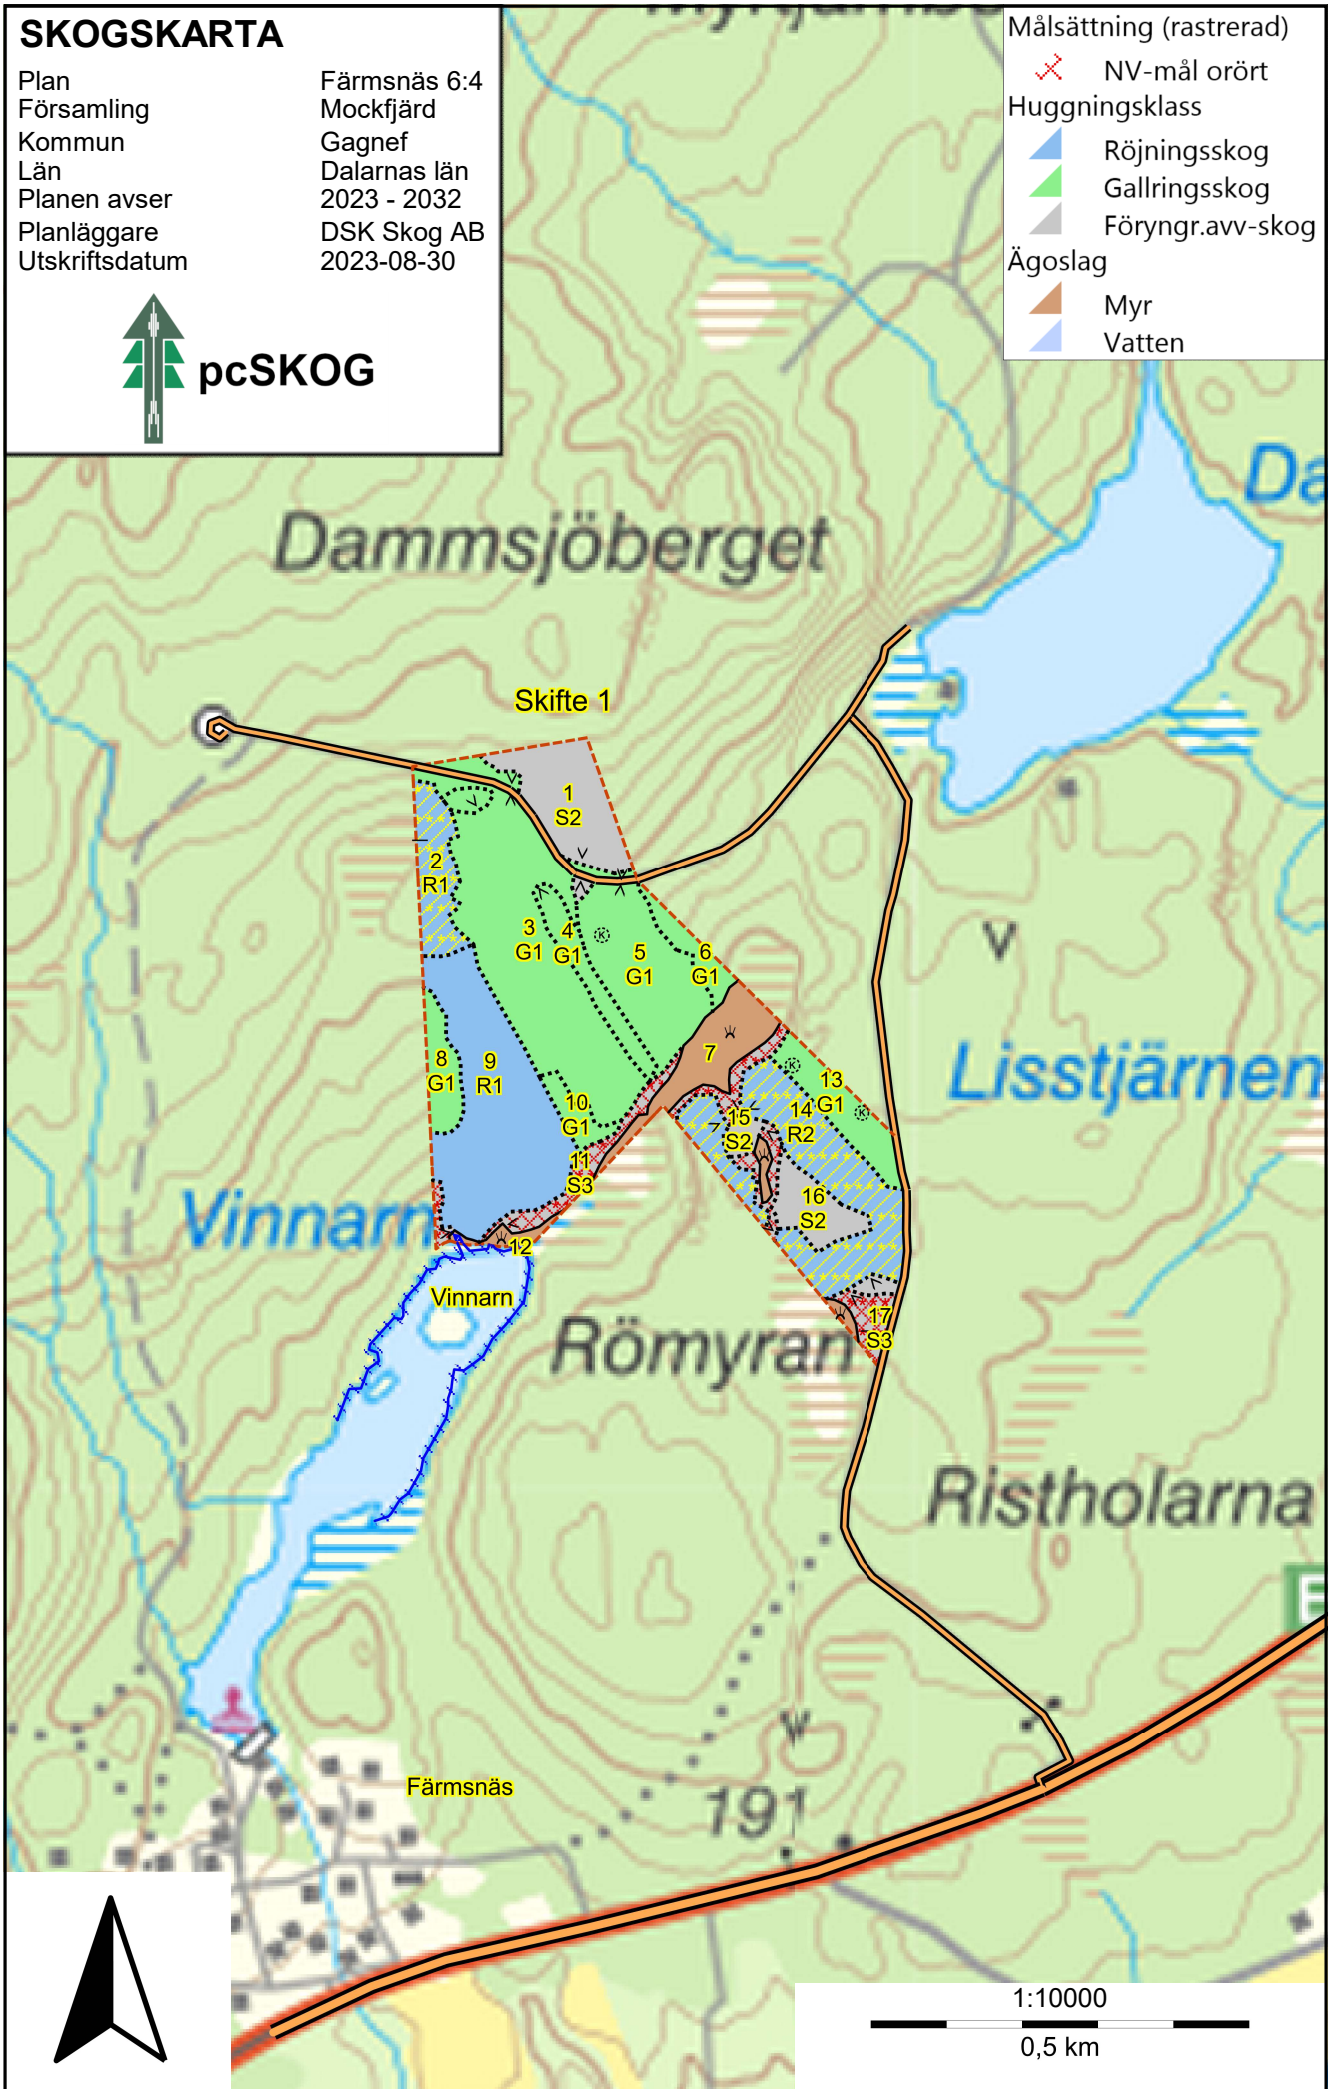 SKOGSKARTA
Plan Färmsnäs 6:4
Församling Mockfjärd
Kommun Gagnef
Län Dalarnas län
Planen avser 2023 - 2032
Planläggare DSK Skog AB
Utskriftsdatum 2023-08-30
pcSKOG
Målsättning (rastrerad)
NV-mål orört
Huggningsklass
Röjningsskog
Gallringsskog
Föryngr.avv-skog
Ägoslag
Myr
Vatten
Da
Dammsjöberget
Skifte 1
1
S2
2
R1
3
G1
4
G1
5
G1
6
G1
7
8
G1
9
R1
10
G1
11
S3
12
13
G1
14
R2
15
S2
16
S2
17
S3
Lisstjärnen
Vinnarn
Vinnarn
Römyran
Ristholarna
E
Färmsnäs
191
1:10000
0,5 km